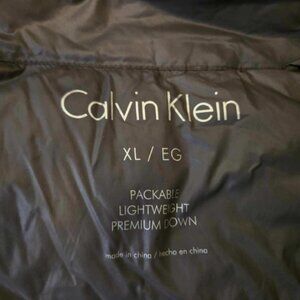 Calvin Klein
XL / EG
PACKABLE
LIGHTWEIGHT
PREMIUM DOWN
made in china / hecho en china